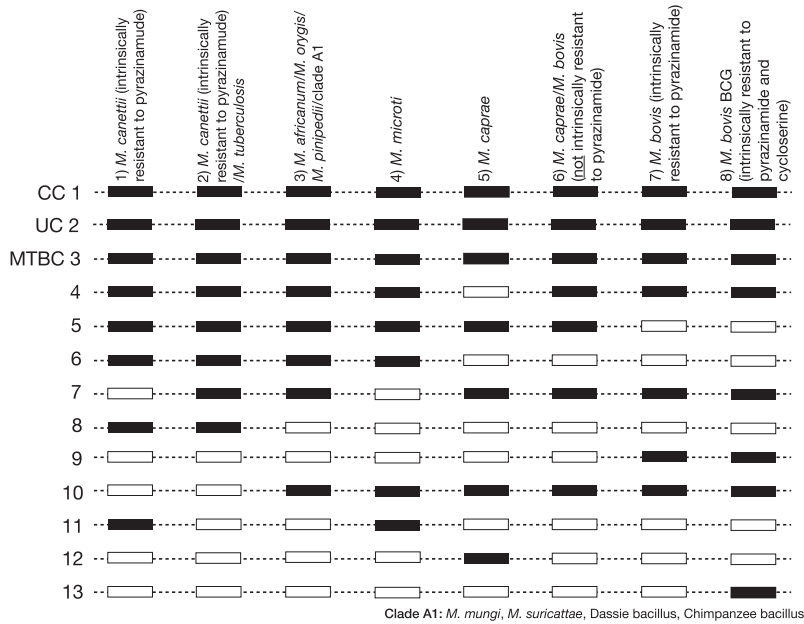 1) M. canettii (intrinsically
resistant to pyrazinamude)
2) M. canettii (intrinsically
resistant to pyrazinamude)
/M. tuberculosis
3) M. africanum/M. orygis/
M. pinipedii/clade A1
4) M. microti
5) M. caprae
6) M. caprae/M. bovis
(not intrinsically resistant
to pyrazinamide)
7) M. bovis (intrinsically
resistant to pyrazinamide)
8) M. bovis BCG
(intrinsically resistant to
pyrazinamide and
cycloserine)
CC 1
UC 2
MTBC 3
4
5
6
7
8
9
10
11
12
13
Clade A1: M. mungi, M. suricattae, Dassie bacillus, Chimpanzee bacillus